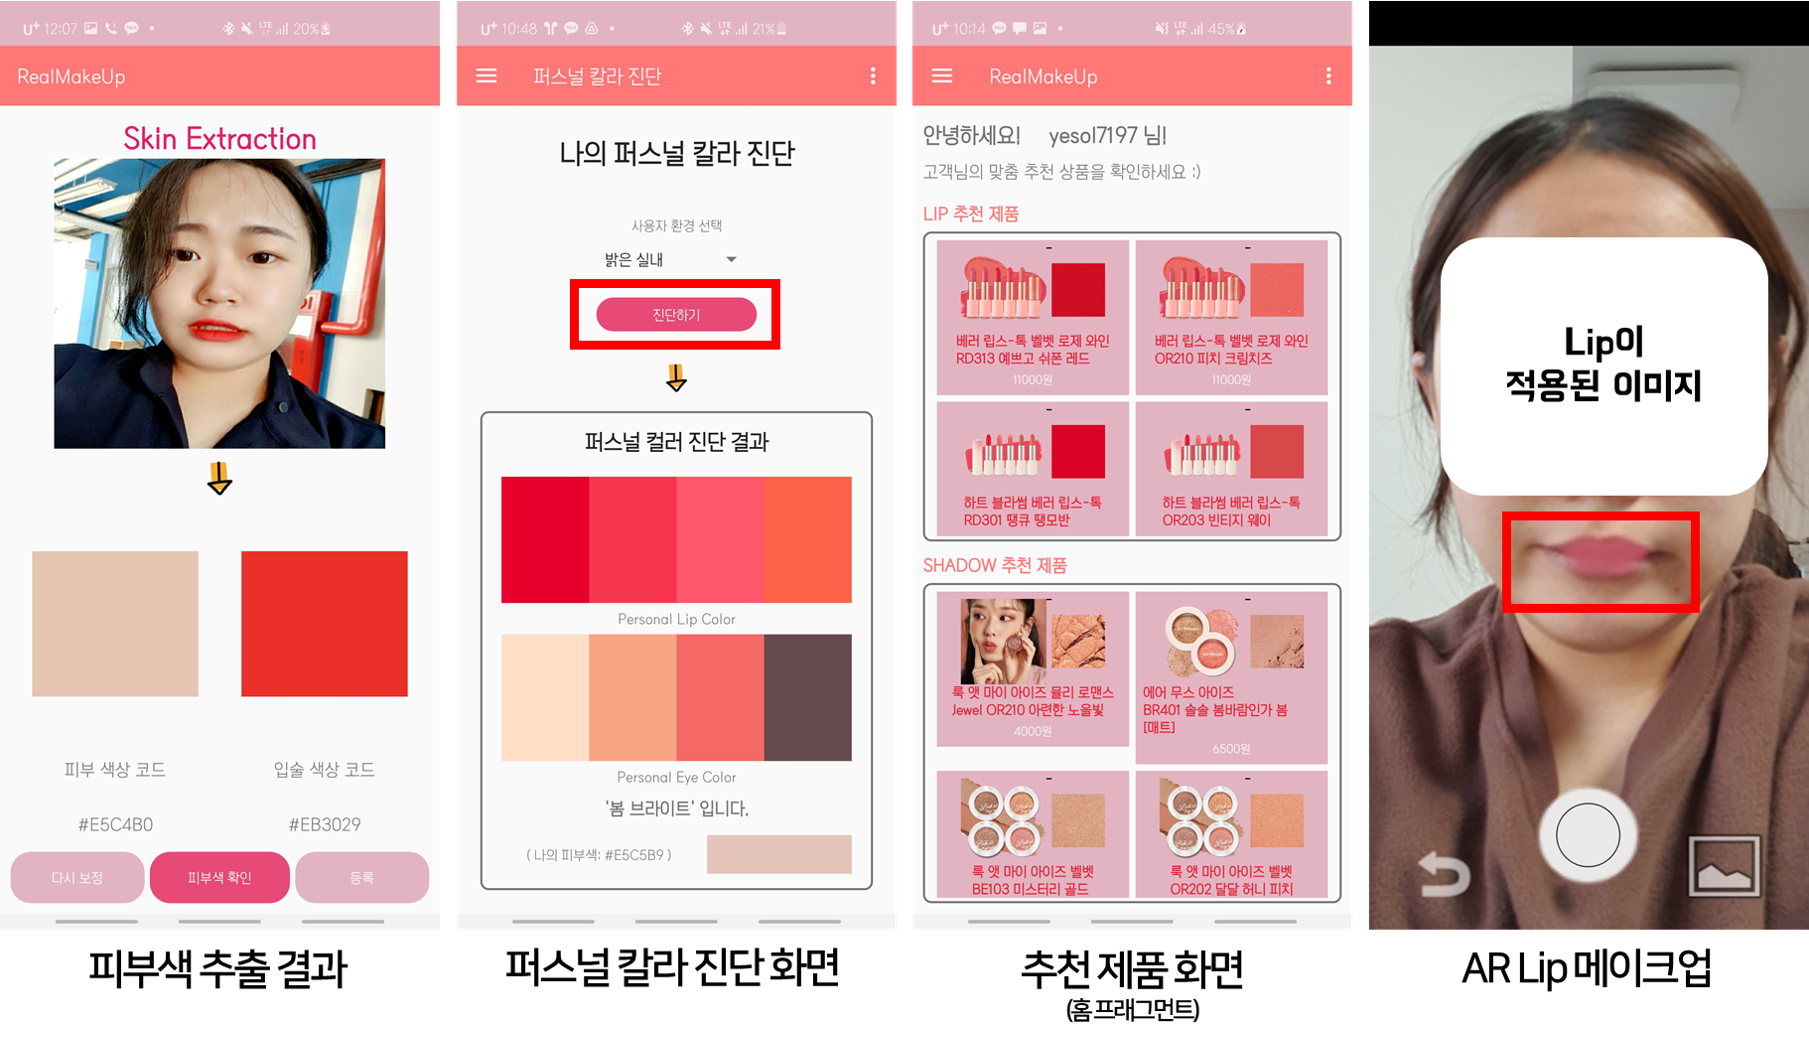 U+ 12:07 LTE 20%
RealMakeUp
Skin Extraction
피부 색상 코드
입술 색상 코드
#E5C4B0
#EB3029
다시 보정
피부색 확인
등록
피부색 추출 결과
U+ 10:48 LTE 21%
퍼스널 칼라 진단
나의 퍼스널 칼라 진단
사용자 환경 선택
밝은 실내
진단하기
퍼스널 컬러 진단 결과
Personal Lip Color
Personal Eye Color
'봄 브라이트' 입니다.
( 나의 피부색: #E5C5B9 )
퍼스널 칼라 진단 화면
U+ 10:14 LTE 45%
RealMakeUp
안녕하세요! yesol7197 님!
고객님의 맞춤 추천 상품을 확인하세요 :)
LIP 추천 제품
-
베러 립스-톡 벨벳 로제 와인
RD313 예쁘고 쉬폰 레드
11000원
-
베러 립스-톡 벨벳 로제 와인
OR210 피치 크림치즈
11000원
-
하트 블라썸 베러 립스-톡
RD301 땡큐 땡모반
-
하트 블라썸 베러 립스-톡
OR203 빈티지 웨이
SHADOW 추천 제품
-
룩 앳 마이 아이즈 뮬리 로맨스
Jewel OR210 아련한 노을빛
4000원
-
에어 무스 아이즈
BR401 솔솔 봄바람인가 봄
[매트]
6500원
-
룩 앳 마이 아이즈 벨벳
BE103 미스터리 골드
-
룩 앳 마이 아이즈 벨벳
OR202 달달 허니 피치
추천 제품 화면
(홈 프래그먼트)
Lip이
적용된 이미지
AR Lip 메이크업